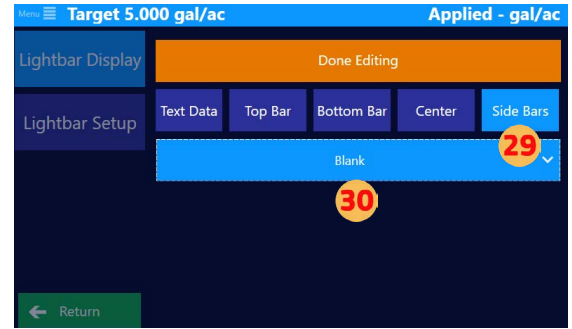 Menu Target 5.000 gal/ac Applied - gal/ac
Lightbar Display
Done Editing
Lightbar Setup
Text Data Top Bar Bottom Bar Center Side Bars
29
Blank
30
Return